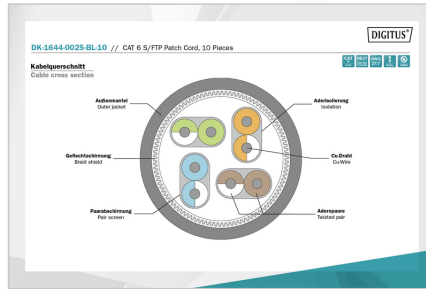 DIGITUS®
DK-1644-0025-BL-10 // CAT 6 S/FTP Patch Cord, 10 Pieces
Kabelquerschnitt
Cable cross section
Außenmantel
Outer jacket
Aderisolierung
Isolation
Geflechtschirmung
Braid shield
Cu-Draht
Cu-Wire
Paarabschirmung
Pair screen
Adernpaare
Twisted pair